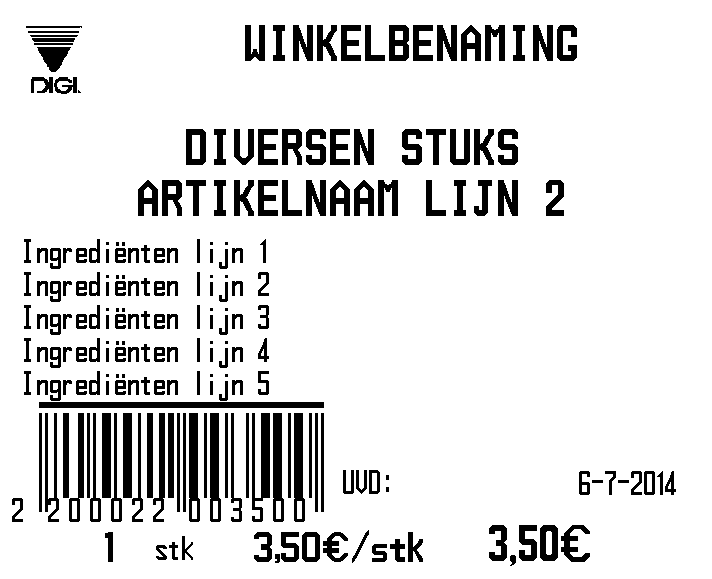 DIGI.
WINKELBENAMING
DIVERSEN STUKS
ARTIKELNAAM LIJN 2
Ingrediënten lijn 1
Ingrediënten lijn 2
Ingrediënten lijn 3
Ingrediënten lijn 4
Ingrediënten lijn 5
UVD: 6-7-2014
2 200022 003500
1 stk 3,50€/stk 3,50€